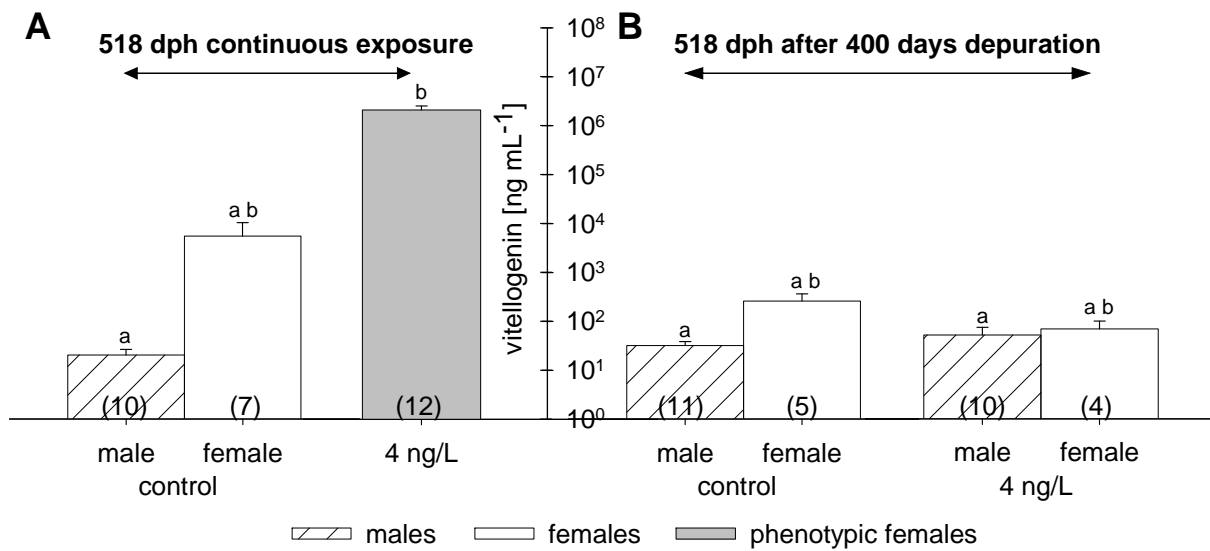 A
518 dph continuous exposure
B
518 dph after 400 days depuration
vitellogenin [ng mL-1]
10⁸
10⁷
10⁶
10⁵
10⁴
10³
10²
10¹
10⁰
a
a b
b
a
a b
a
a b
(10) (7) (12)
(11) (5) (10) (4)
male female 4 ng/L
control
male female male female
control 4 ng/L
males females phenotypic females